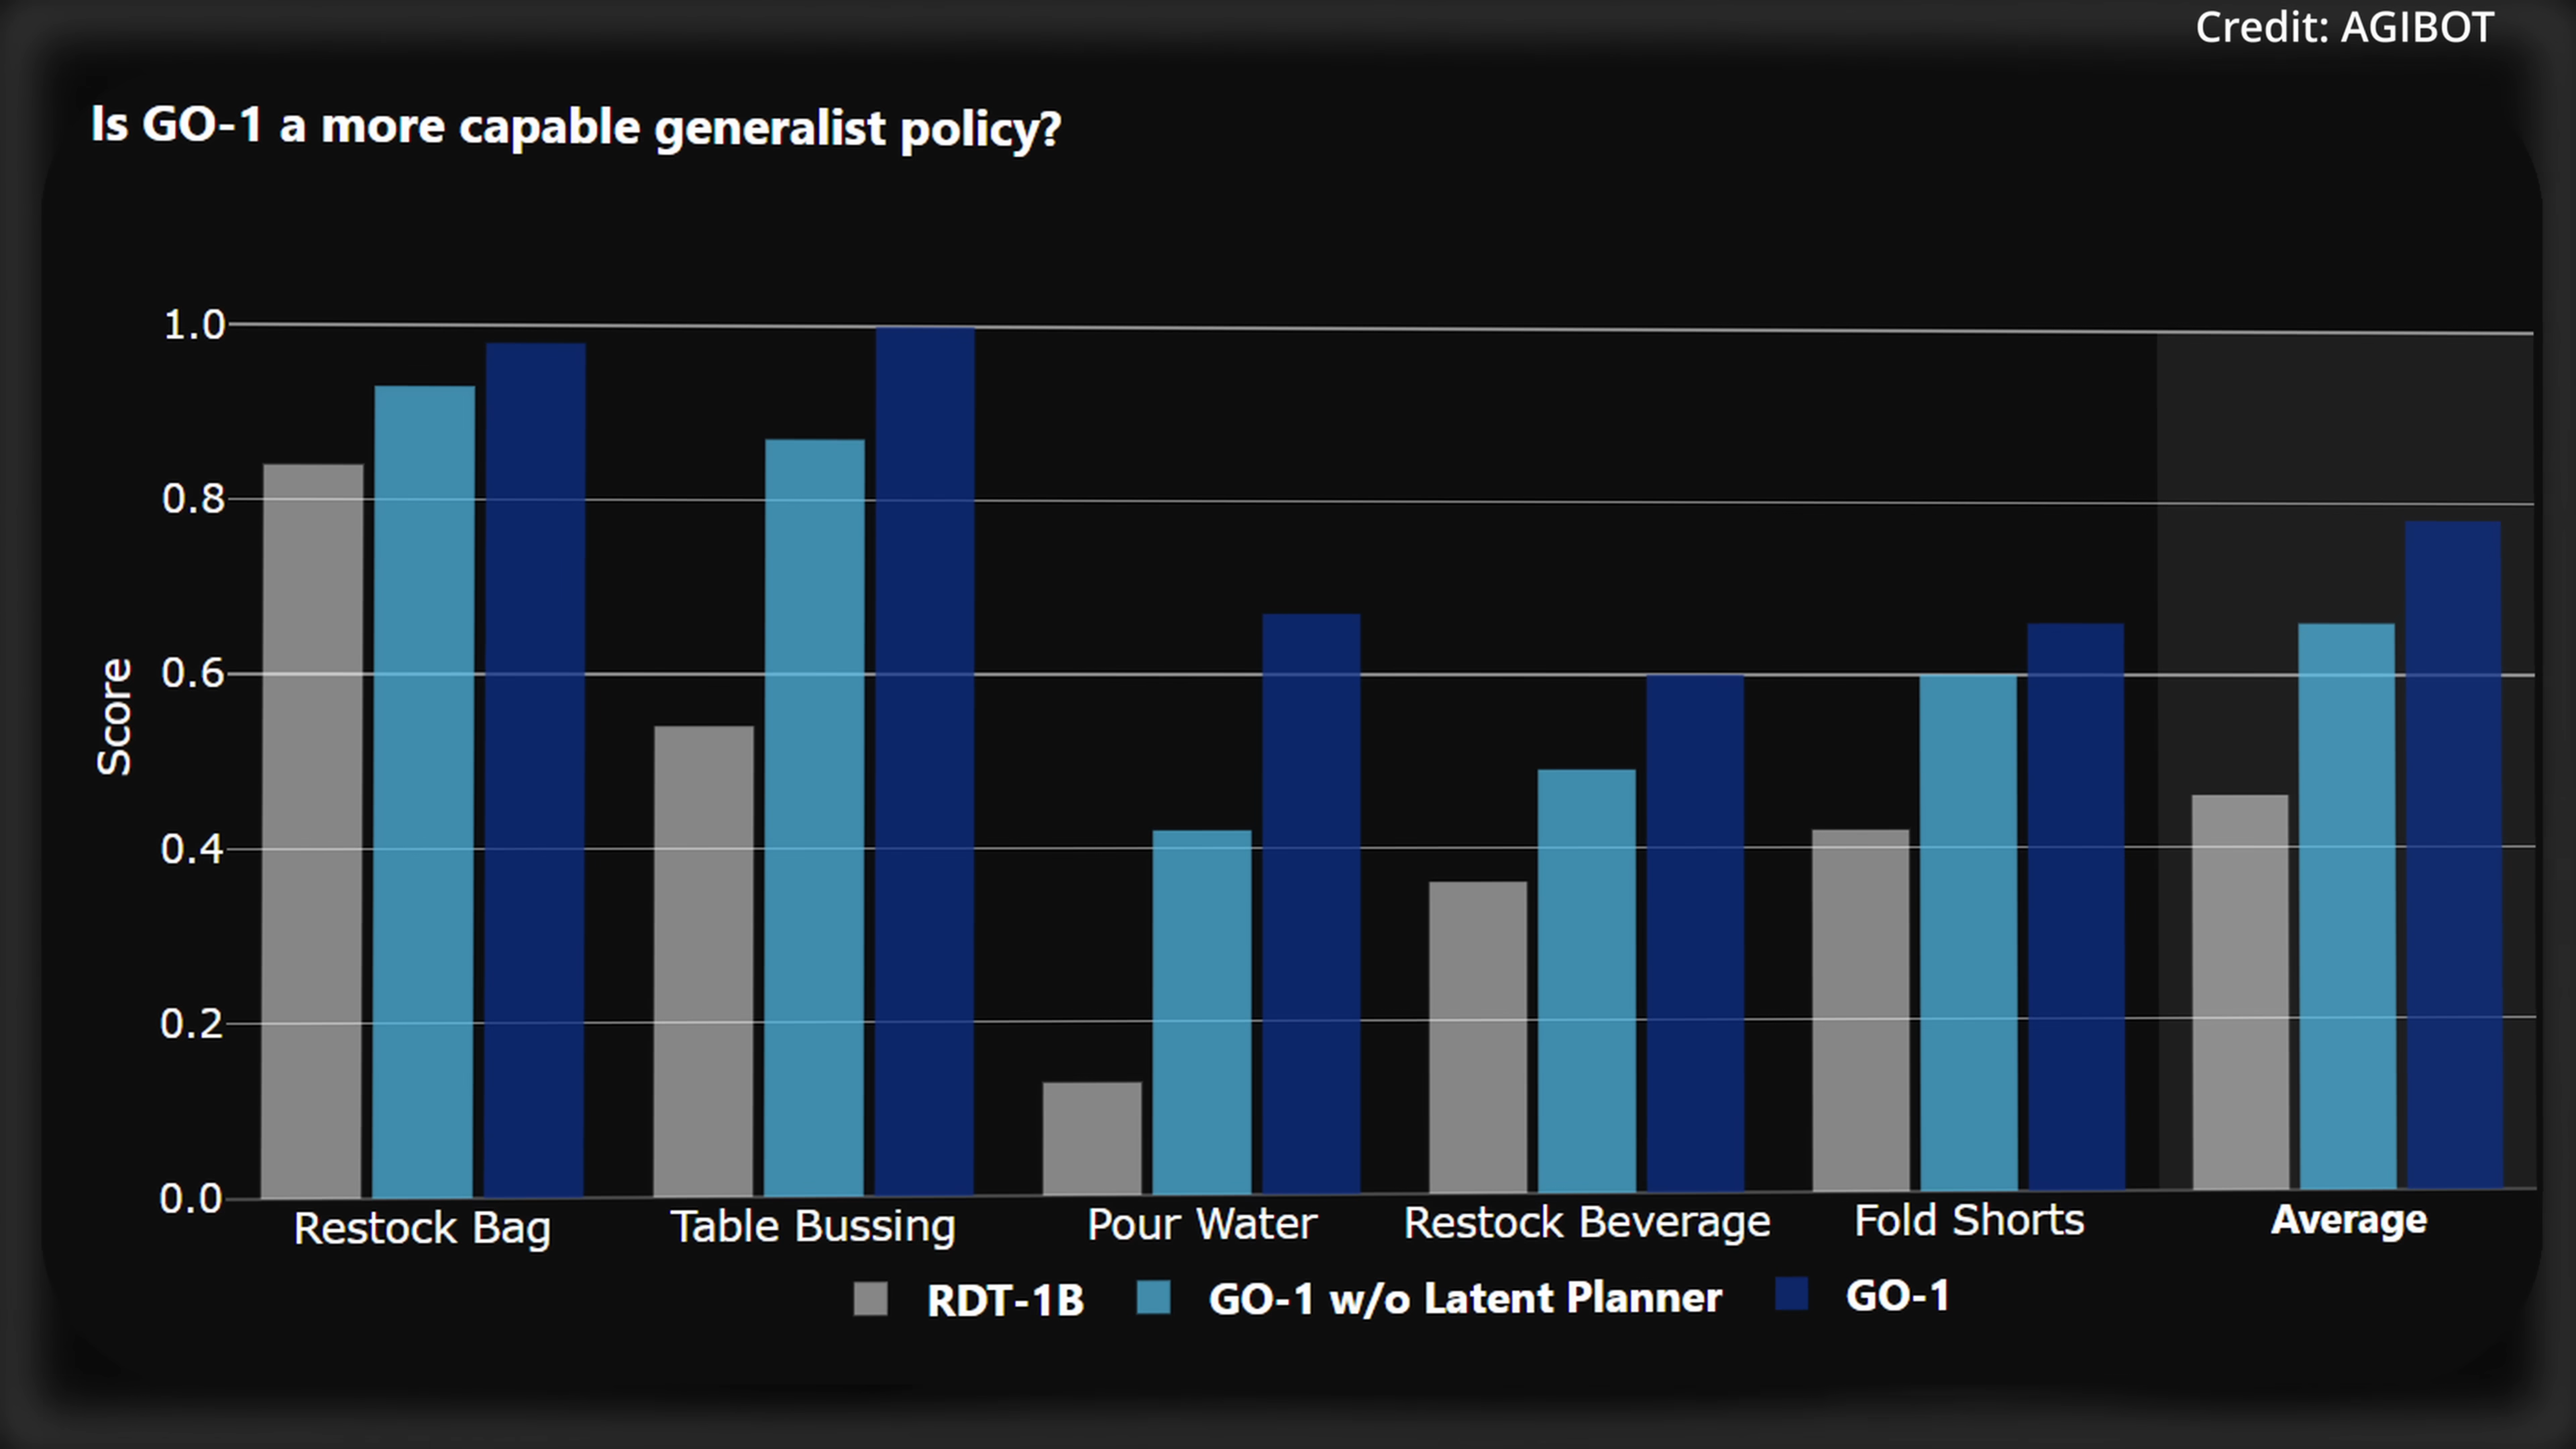 Credit: AGIBOT
Is GO-1 a more capable generalist policy?
1.0
0.8
0.6
0.4
0.2
0.0
Score
Restock Bag Table Bussing Pour Water Restock Beverage Fold Shorts Average
RDT-1B GO-1 w/o Latent Planner GO-1